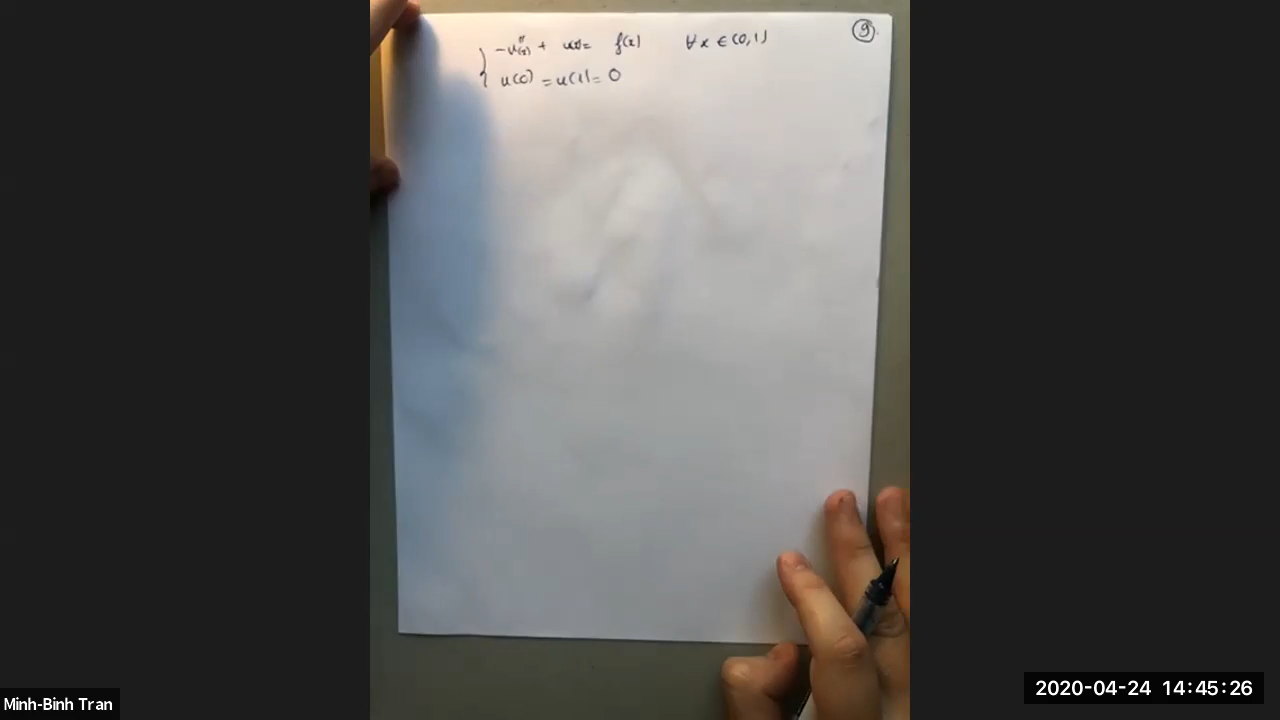 -u''(x) + u(x) = f(x) ∀ x ∈ (0,1)
u(0) = u(1) = 0
9
Minh-Binh Tran
2020-04-24 14:45:26